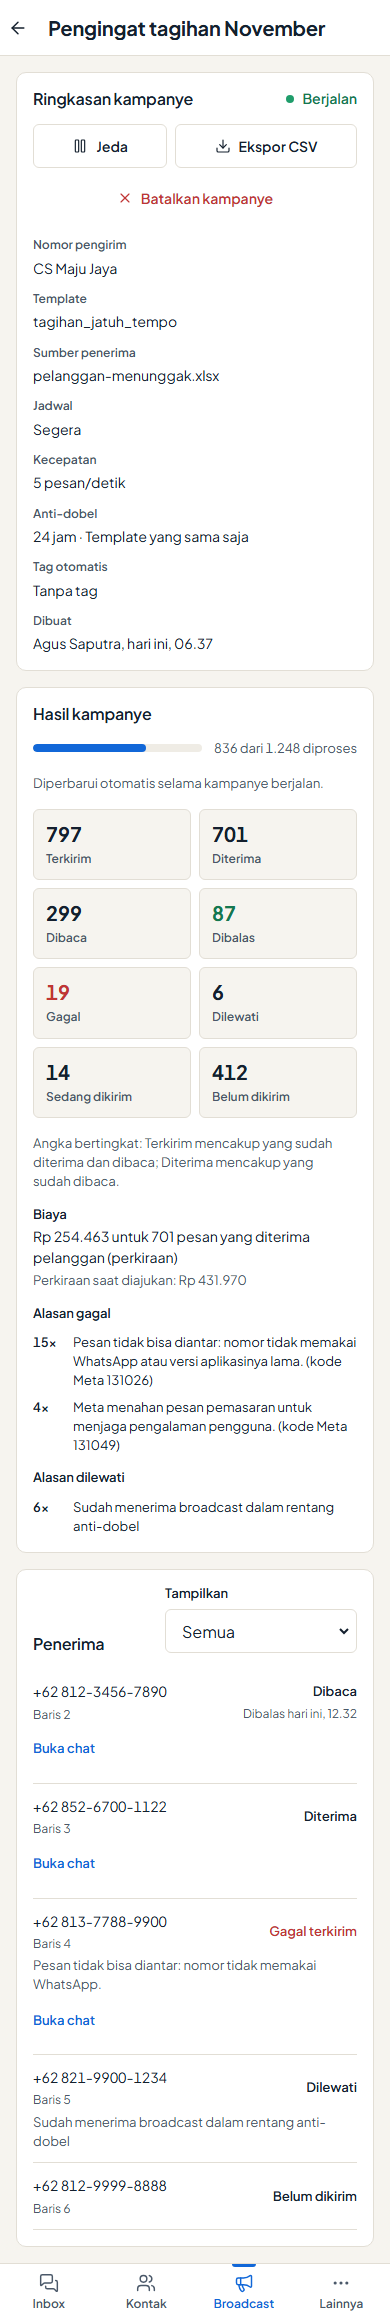 Pengingat tagihan November
Ringkasan kampanye
Berjalan
Jeda
Ekspor CSV
Batalkan kampanye
Nomor pengirim
CS Maju Jaya
Template
tagihan_jatuh_tempo
Sumber penerima
pelanggan-menunggak.xlsx
Jadwal
Segera
Kecepatan
5 pesan/detik
Anti-dobel
24 jam · Template yang sama saja
Tag otomatis
Tanpa tag
Dibuat
Agus Saputra, hari ini, 06.37
Hasil kampanye
836 dari 1.248 diproses
Diperbarui otomatis selama kampanye berjalan.
797
Terkirim
701
Diterima
299
Dibaca
87
Dibalas
19
Gagal
6
Dilewati
14
Sedang dikirim
412
Belum dikirim
Angka bertingkat: Terkirim mencakup yang sudah
diterima dan dibaca; Diterima mencakup yang
sudah dibaca.
Biaya
Rp 254.463 untuk 701 pesan yang diterima
pelanggan (perkiraan)
Perkiraan saat diajukan: Rp 431.970
Alasan gagal
15× Pesan tidak bisa diantar: nomor tidak memakai
WhatsApp atau versi aplikasinya lama. (kode
Meta 131026)
4× Meta menahan pesan pemasaran untuk
menjaga pengalaman pengguna. (kode Meta
131049)
Alasan dilewati
6× Sudah menerima broadcast dalam rentang
anti-dobel
Tampilkan
Penerima
Semua
+62 812-3456-7890
Baris 2
Dibaca
Dibalas hari ini, 12.32
Buka chat
+62 852-6700-1122
Baris 3
Diterima
Buka chat
+62 813-7788-9900
Baris 4
Gagal terkirim
Pesan tidak bisa diantar: nomor tidak memakai
WhatsApp.
Buka chat
+62 821-9900-1234
Baris 5
Dilewati
Sudah menerima broadcast dalam rentang anti-
dobel
+62 812-9999-8888
Baris 6
Belum dikirim
Inbox
Kontak
Broadcast
Lainnya